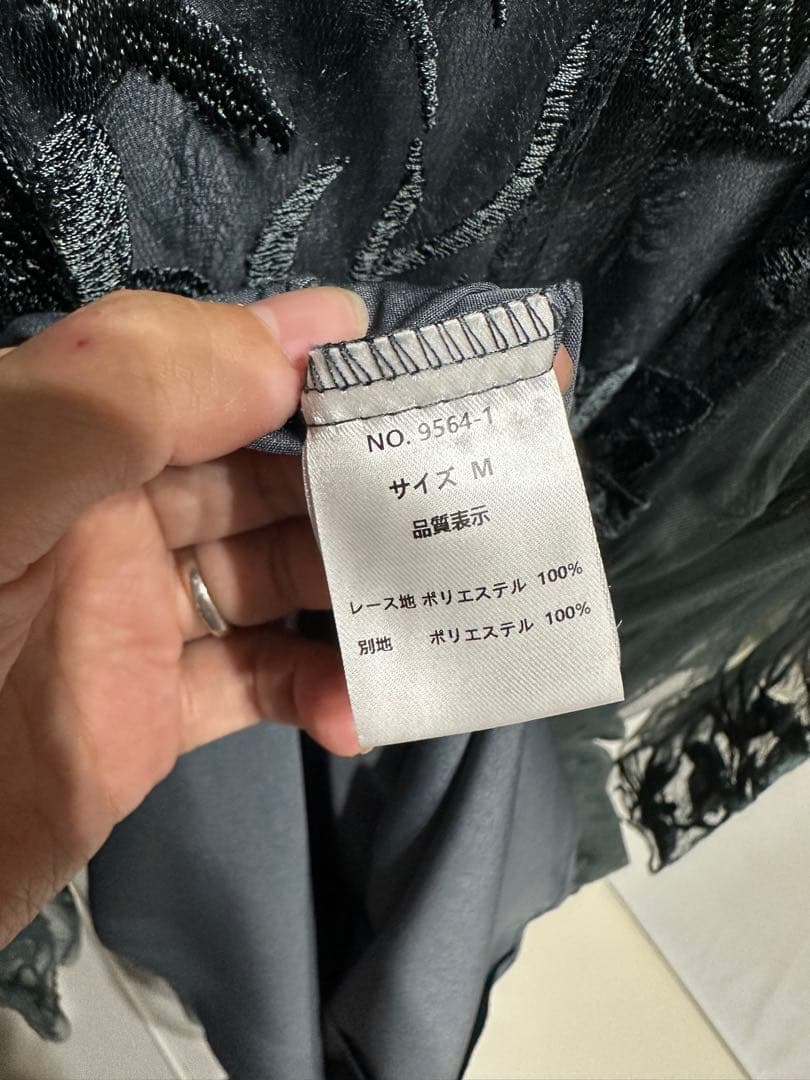 NO. 9564-1
サイズ M
品質表示
レース地 ポリエステル 100%
別地 ポリエステル 100%